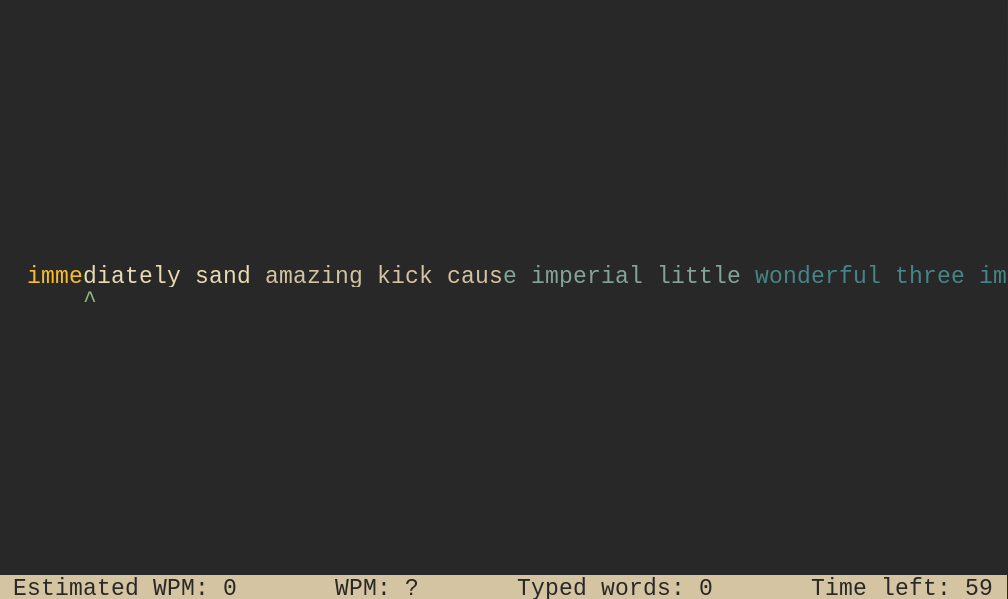 immediately sand amazing kick cause imperial little wonderful three im
^
Estimated WPM: 0 WPM: ? Typed words: 0 Time left: 59